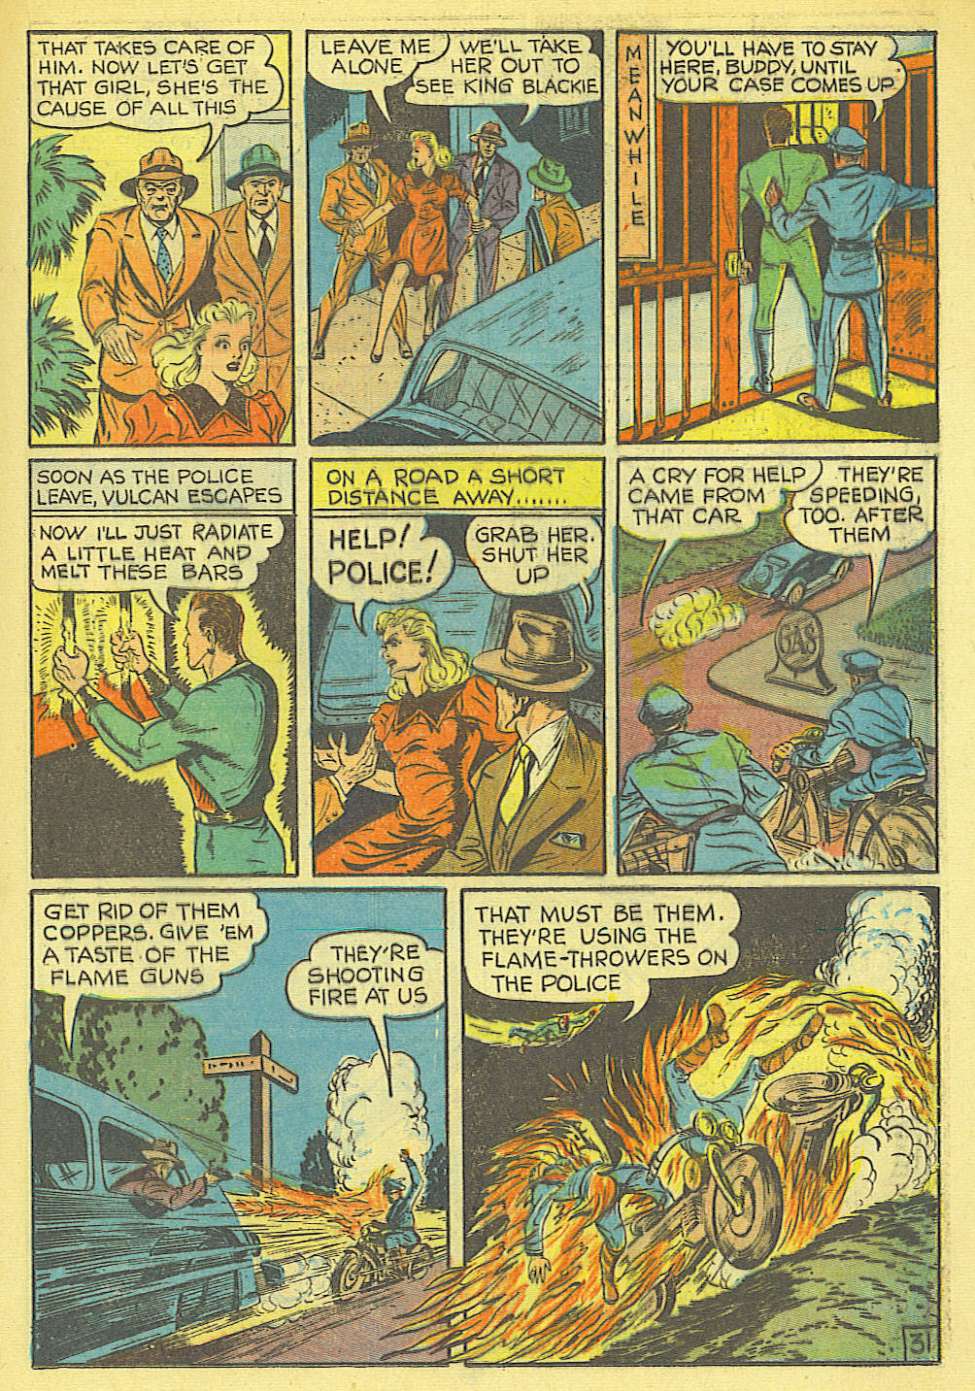 THAT TAKES CARE OF
HIM. NOW LET'S GET
THAT GIRL, SHE'S THE
CAUSE OF ALL THIS
LEAVE ME
ALONE
WE'LL TAKE
HER OUT TO
SEE KING BLACKIE
MEANWHILE
YOU'LL HAVE TO STAY
HERE, BUDDY, UNTIL
YOUR CASE COMES UP
SOON AS THE POLICE
LEAVE, VULCAN ESCAPES
NOW I'LL JUST RADIATE
A LITTLE HEAT AND
MELT THESE BARS
ON A ROAD A SHORT
DISTANCE AWAY.......
HELP!
POLICE!
GRAB HER.
SHUT HER
UP
A CRY FOR HELP
CAME FROM
THAT CAR
THEY'RE
SPEEDING,
TOO. AFTER
THEM
GAS
GET RID OF THEM
COPPERS. GIVE 'EM
A TASTE OF THE
FLAME GUNS
THEY'RE
SHOOTING
FIRE AT US
THAT MUST BE THEM.
THEY'RE USING THE
FLAME-THROWERS ON
THE POLICE
31